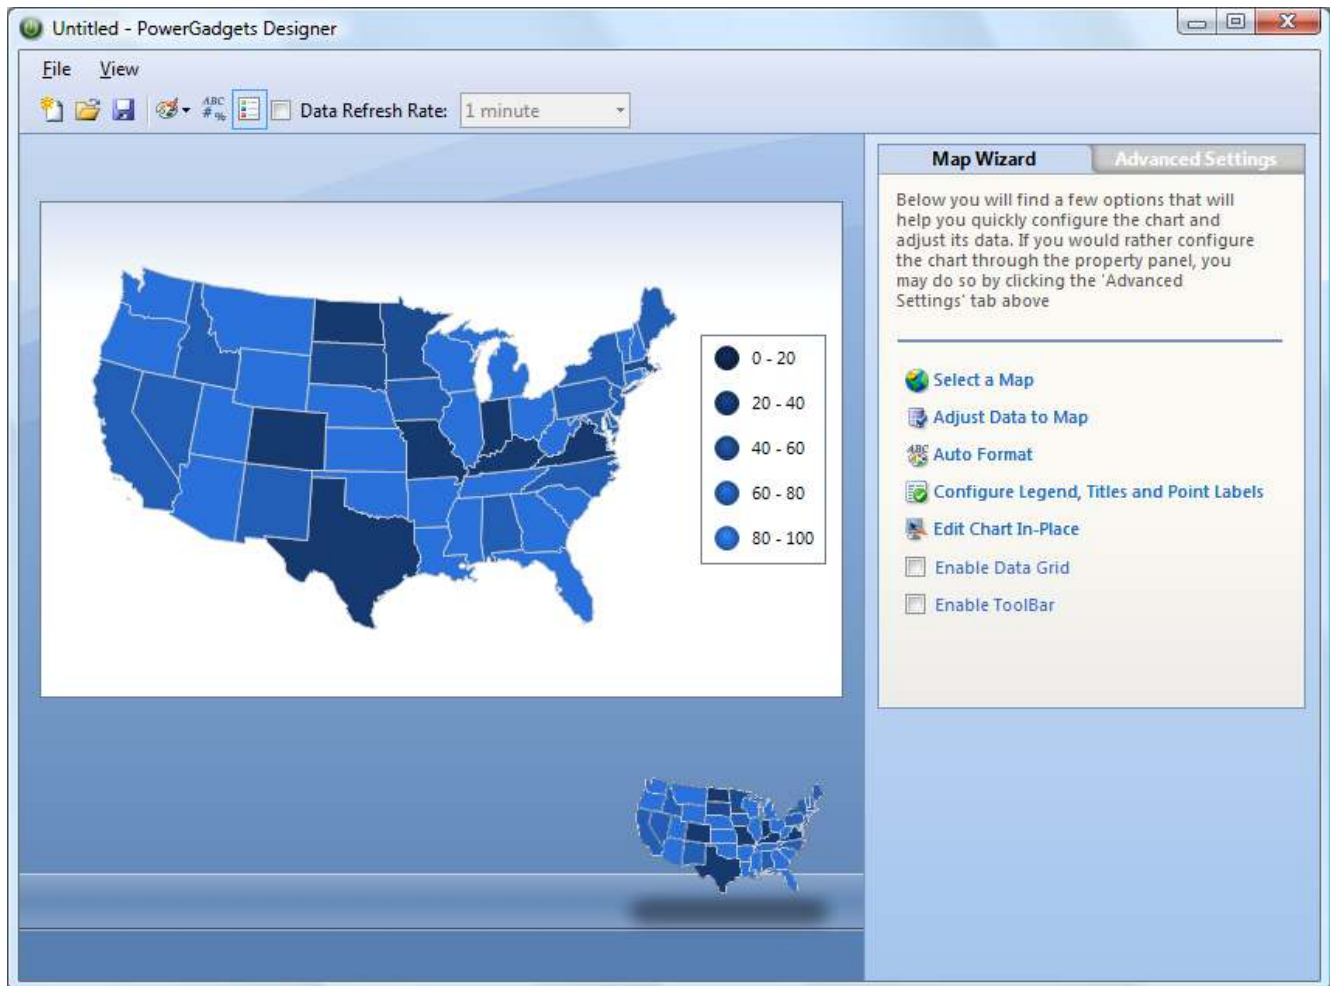 Untitled - PowerGadgets Designer
File View
ABC
#%
Data Refresh Rate: 1 minute
Map Wizard Advanced Settings
Below you will find a few options that will
help you quickly configure the chart and
adjust its data. If you would rather configure
the chart through the property panel, you
may do so by clicking the 'Advanced
Settings' tab above
0 - 20
20 - 40
40 - 60
60 - 80
80 - 100
Select a Map
Adjust Data to Map
ABC
Auto Format
Configure Legend, Titles and Point Labels
Edit Chart In-Place
Enable Data Grid
Enable ToolBar